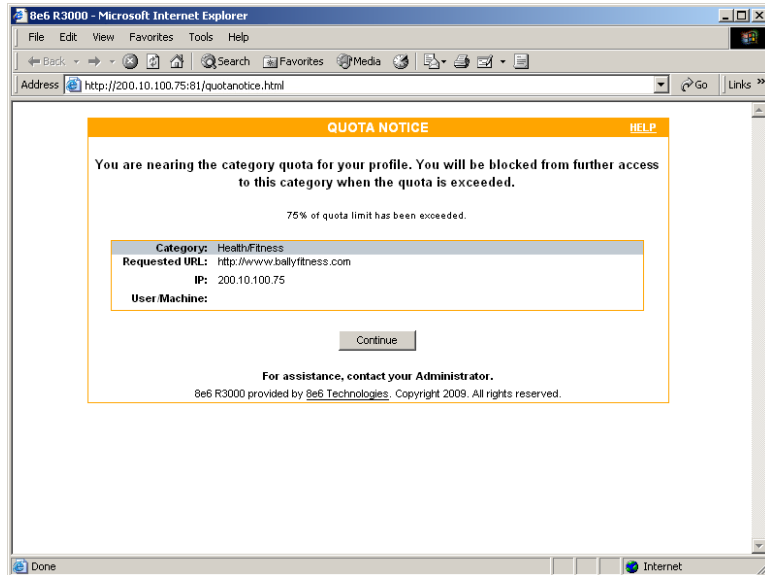 8e6 R3000 - Microsoft Internet Explorer
File Edit View Favorites Tools Help
Back Search Favorites Media
Address http://200.10.100.75:81/quotanotice.html Go Links »
QUOTA NOTICE HELP
You are nearing the category quota for your profile. You will be blocked from further access
to this category when the quota is exceeded.
75% of quota limit has been exceeded.
Category: Health/Fitness
Requested URL: http://www.ballyfitness.com
IP: 200.10.100.75
User/Machine:
Continue
For assistance, contact your Administrator.
8e6 R3000 provided by 8e6 Technologies. Copyright 2009. All rights reserved.
Done Internet